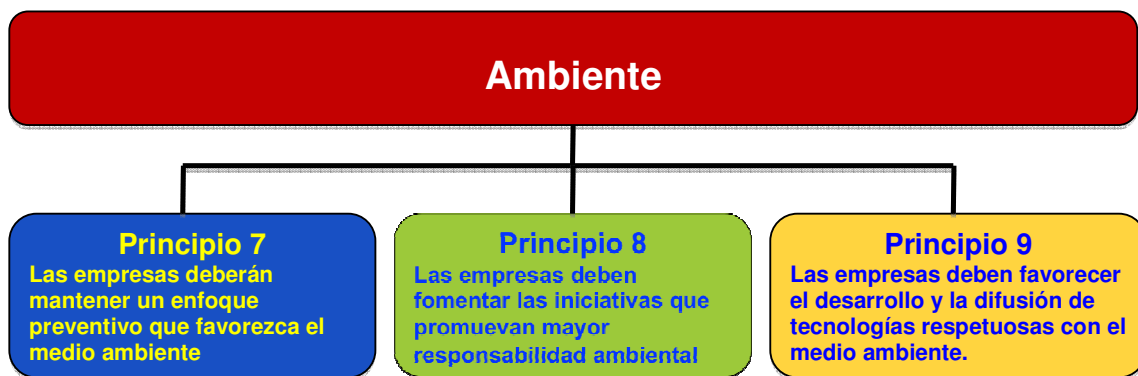 Ambiente
Principio 7
Las empresas deberán
mantener un enfoque
preventivo que favorezca el
medio ambiente
Principio 8
Las empresas deben
fomentar las iniciativas que
promuevan mayor
responsabilidad ambiental
Principio 9
Las empresas deben favorecer
el desarrollo y la difusión de
tecnologías respetuosas con el
medio ambiente.